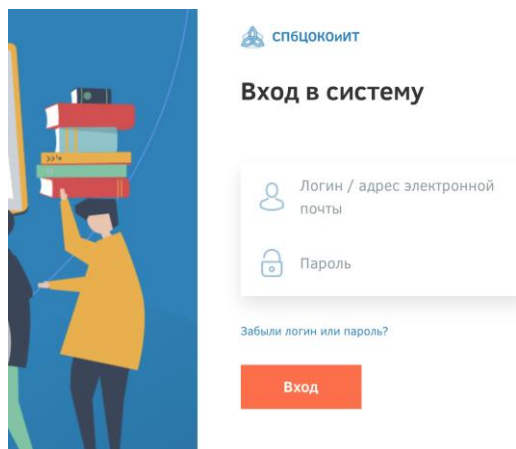 СПбЦОКОиИТ
Вход в систему
Логин / адрес электронной
почты
Пароль
Забыли логин или пароль?
Вход